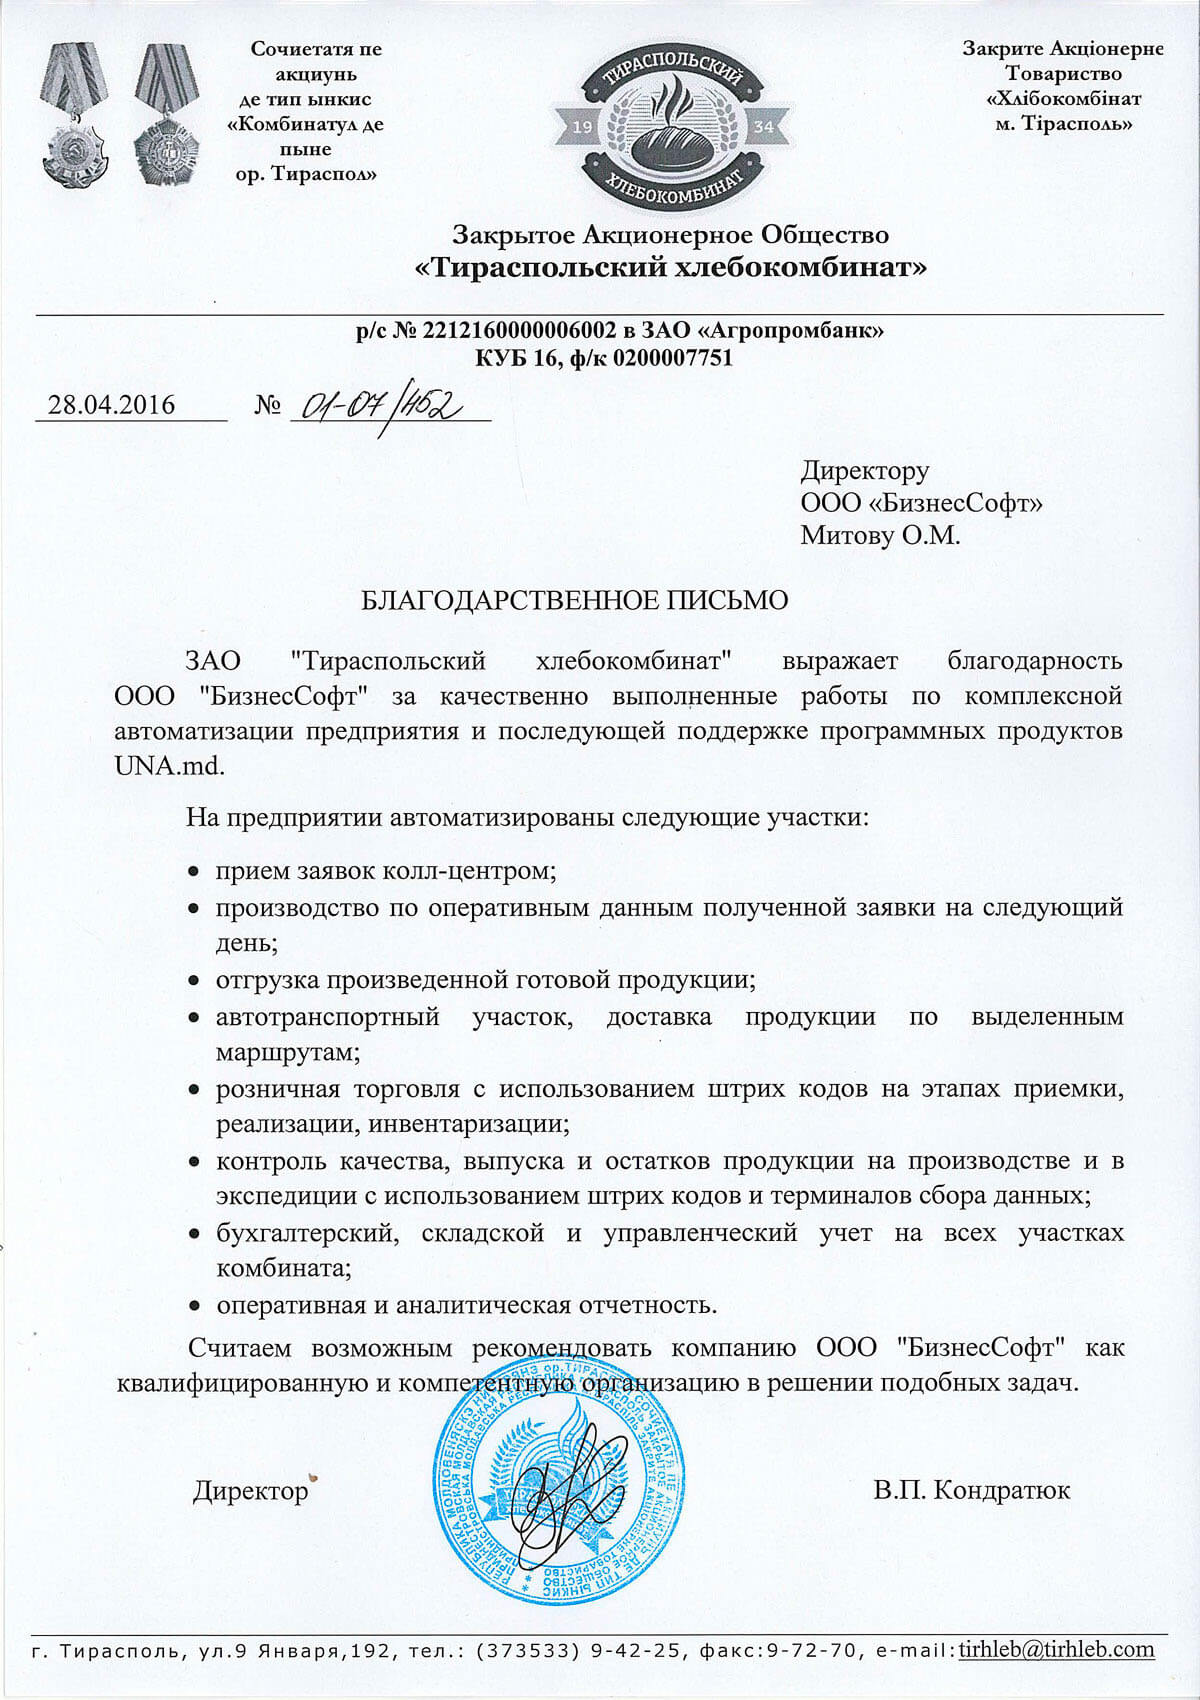 Сочиетатя пе
акциунь
де тип ынкис
«Комбинатул де
пыне
ор. Тираспол»
ТИРАСПОЛЬСКИЙ
19 34
ХЛЕБОКОМБИНАТ
Закрите Акціонерне
Товариство
«Хлібокомбінат
м. Тірасполь»
Закрытое Акционерное Общество
«Тираспольский хлебокомбинат»
р/с № 2212160000006002 в ЗАО «Агропромбанк»
КУБ 16, ф/к 0200007751
28.04.2016 № 01-07/452
Директору
ООО «БизнесСофт»
Митову О.М.
БЛАГОДАРСТВЕННОЕ ПИСЬМО
ЗАО "Тираспольский хлебокомбинат" выражает благодарность
ООО "БизнесСофт" за качественно выполненные работы по комплексной
автоматизации предприятия и последующей поддержке программных продуктов
UNA.md.
На предприятии автоматизированы следующие участки:
• прием заявок колл-центром;
• производство по оперативным данным полученной заявки на следующий
день;
• отгрузка произведенной готовой продукции;
• автотранспортный участок, доставка продукции по выделенным
маршрутам;
• розничная торговля с использованием штрих кодов на этапах приемки,
реализации, инвентаризации;
• контроль качества, выпуска и остатков продукции на производстве и в
экспедиции с использованием штрих кодов и терминалов сбора данных;
• бухгалтерский, складской и управленческий учет на всех участках
комбината;
• оперативная и аналитическая отчетность.
Считаем возможным рекомендовать компанию ООО "БизнесСофт" как
квалифицированную и компетентную организацию в решении подобных задач.
Директор
В.П. Кондратюк
г. Тирасполь, ул.9 Января,192, тел.: (373533) 9-42-25, факс:9-72-70, e-mail:tirhleb@tirhleb.com